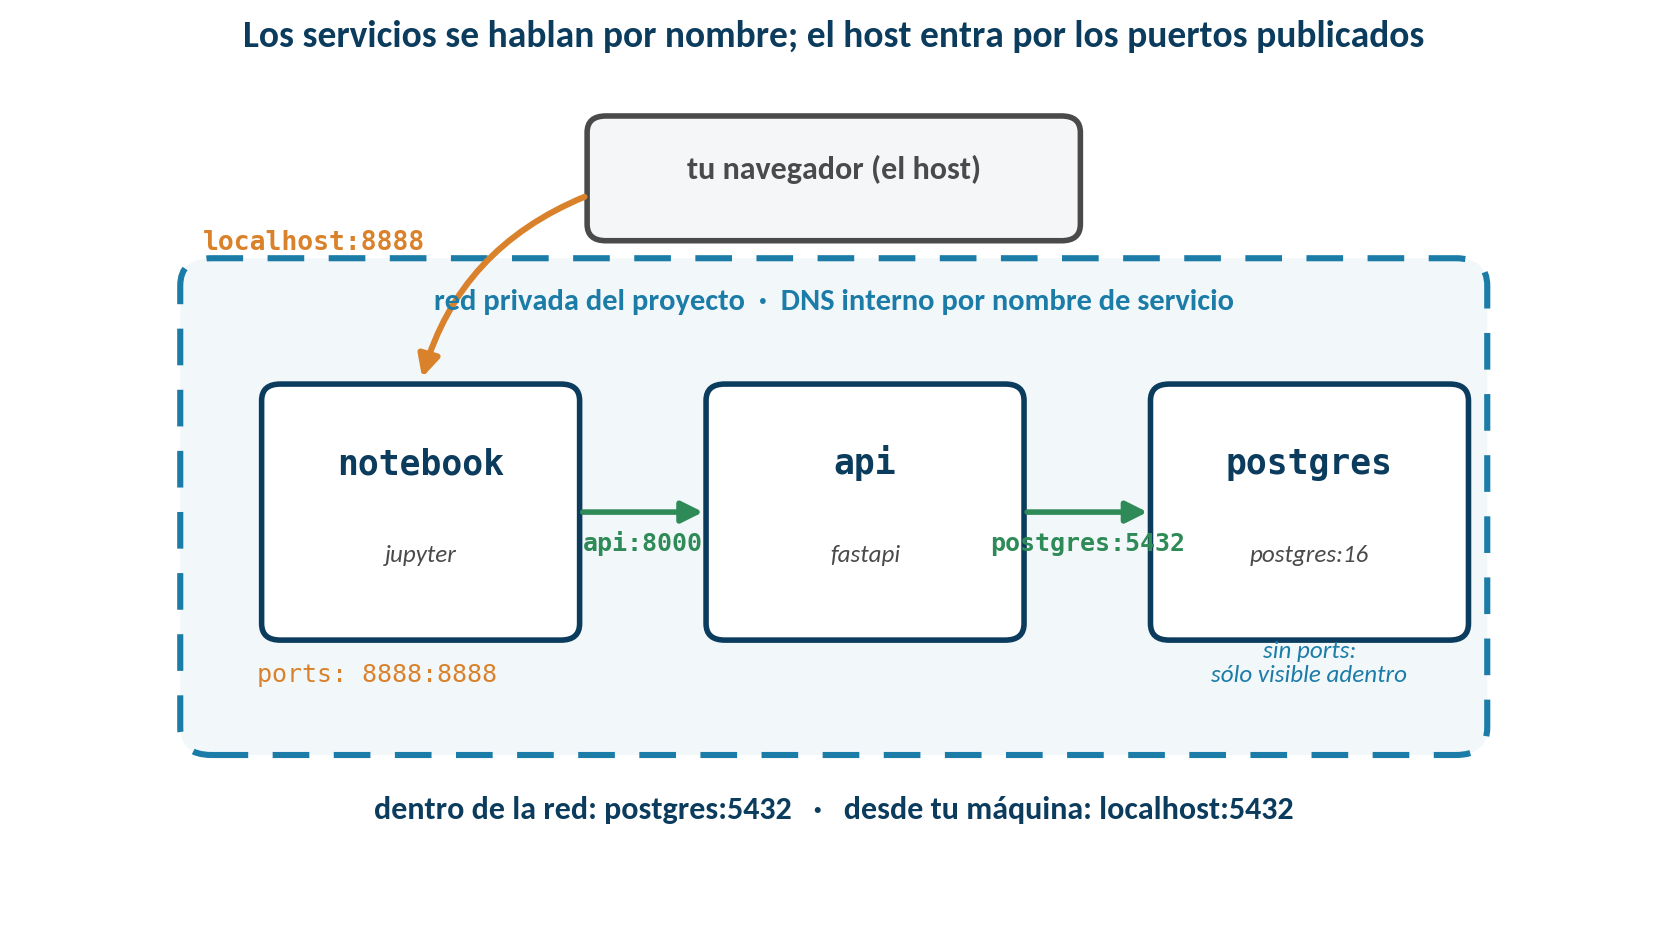 Los servicios se hablan por nombre; el host entra por los puertos publicados
tu navegador (el host)
localhost:8888
red privada del proyecto · DNS interno por nombre de servicio
notebook
jupyter
api:8000
api
fastapi
postgres:5432
postgres
postgres:16
ports: 8888:8888
sin ports:
sólo visible adentro
dentro de la red: postgres:5432 · desde tu máquina: localhost:5432